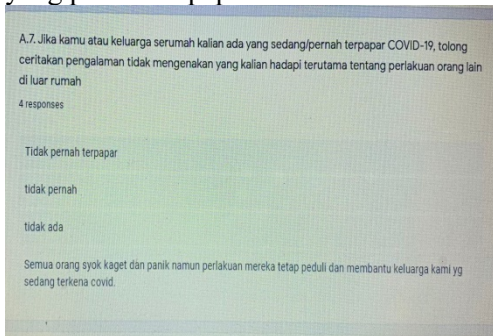 A.7. Jika kamu atau keluarga serumah kalian ada yang sedang/pernah terpapar COVID-19, tolong
ceritakan pengalaman tidak mengenakan yang kalian hadapi terutama tentang perlakuan orang lain
di luar rumah
4 responses
Tidak pernah terpapar
tidak pernah
tidak ada
Semua orang syok kaget dan panik namun perlakuan mereka tetap peduli dan membantu keluarga kami yg
sedang terkena covid.